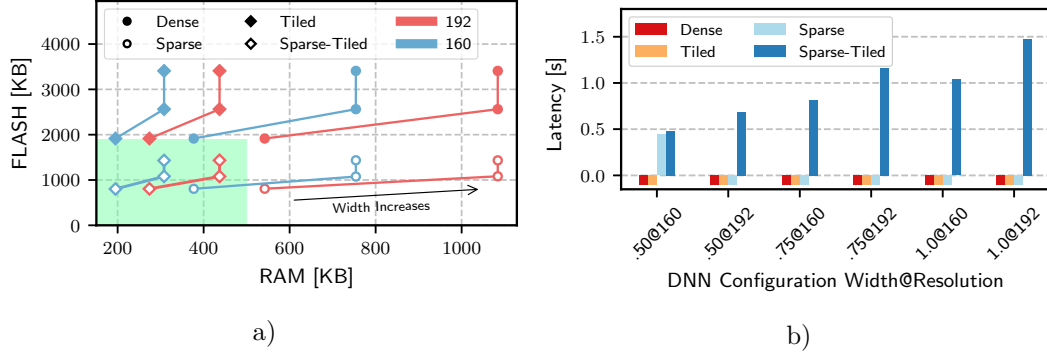 Dense Tiled 192
Sparse Sparse-Tiled 160
FLASH [KB]
4000
3000
2000
1000
0
Width Increases
200 400 600 800 1000
RAM [KB]
a)
Dense Sparse
Tiled Sparse-Tiled
Latency [s]
1.5
1.0
0.5
0.0
.50@160 .50@192 .75@160 .75@192 1.0@160 1.0@192
DNN Configuration Width@Resolution
b)